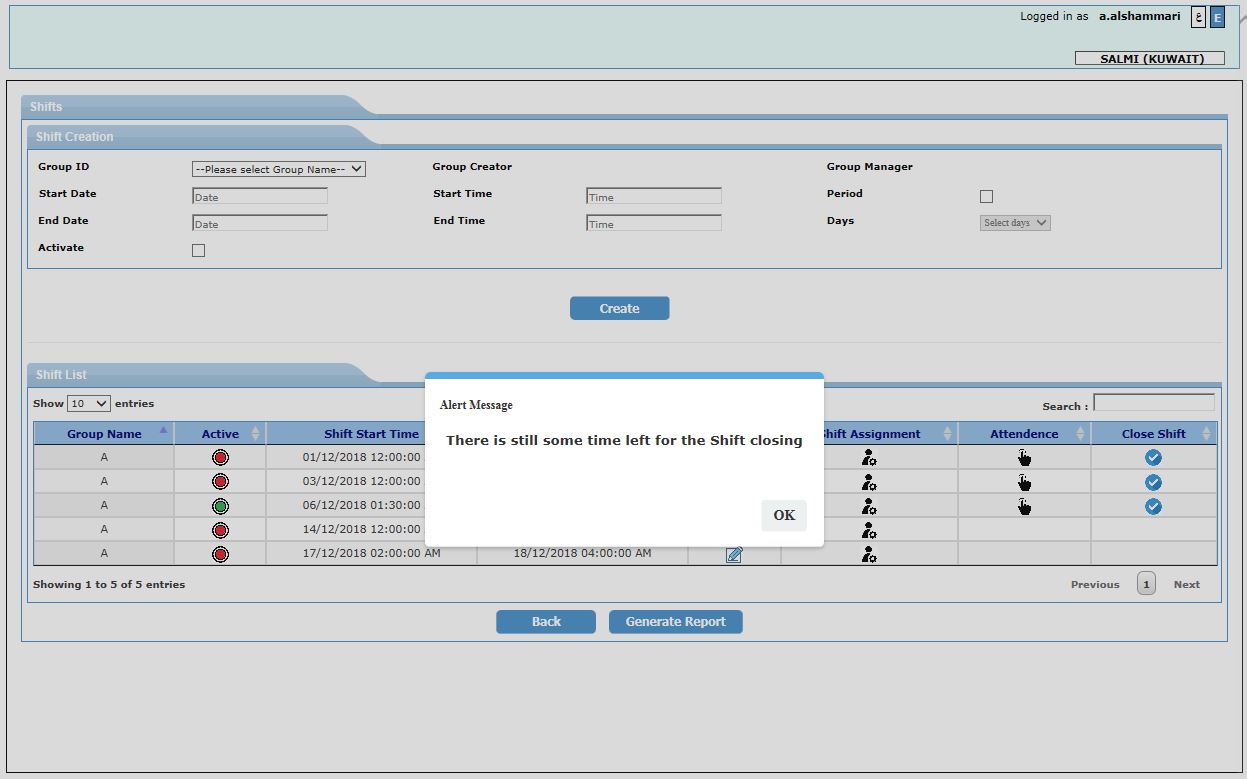 Logged in as a.alshammari ع E
SALMI (KUWAIT)
Shifts
Shift Creation
Group ID --Please select Group Name-- Group Creator Group Manager
Start Date Date Start Time Time Period
End Date Date End Time Time Days Select days
Activate
Create
Shift List
Show 10 entries Search :
Group Name Active Shift Start Time Shift Assignment Attendence Close Shift
Alert Message
There is still some time left for the Shift closing
OK
A 01/12/2018 12:00:00
A 03/12/2018 12:00:00
A 06/12/2018 01:30:00
A 14/12/2018 12:00:00
A 17/12/2018 02:00:00 AM 18/12/2018 04:00:00 AM
Showing 1 to 5 of 5 entries Previous 1 Next
Back Generate Report